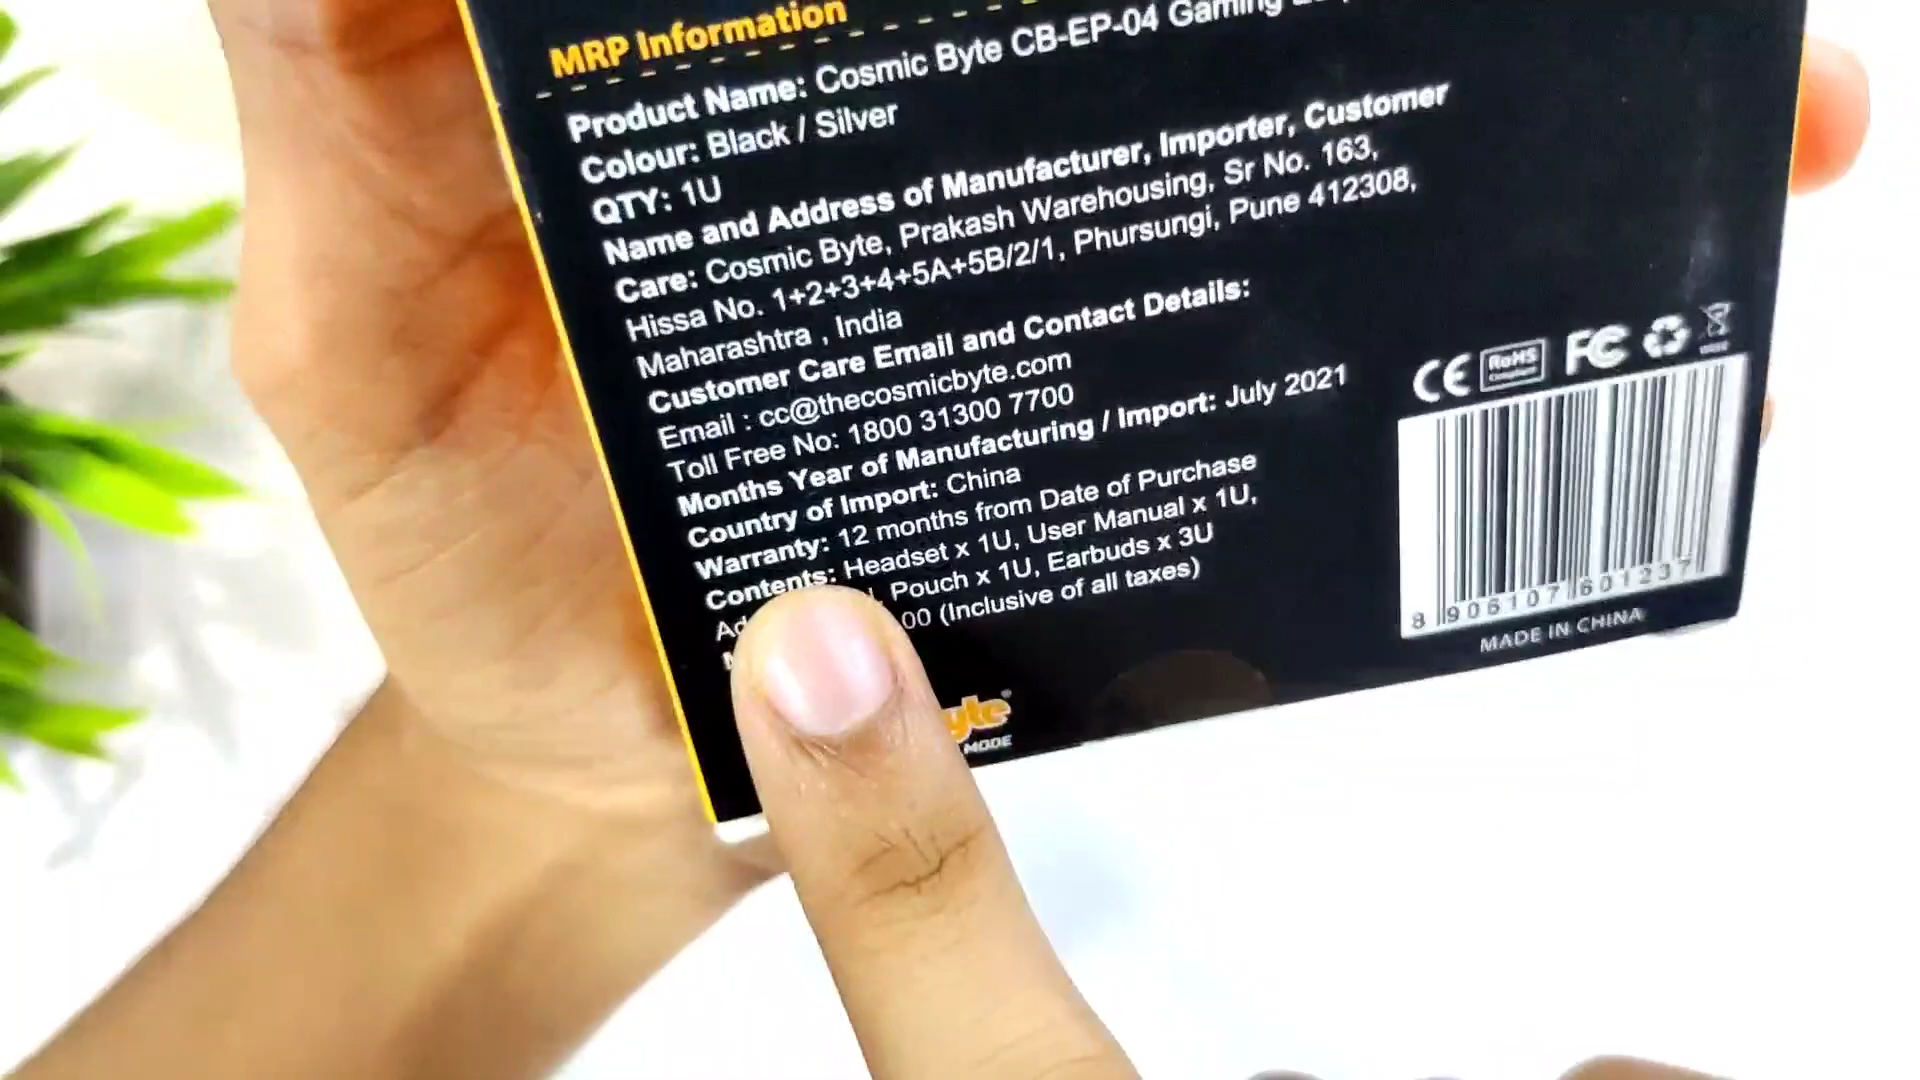 MRP Information
Product Name: Cosmic Byte CB-EP-04 Gaming
Colour: Black / Silver
QTY: 1U
Name and Address of Manufacturer, Importer, Customer
Care: Cosmic Byte, Prakash Warehousing, Sr No. 163,
Hissa No. 1+2+3+4+5A+5B/2/1, Phursungi, Pune 412308,
Maharashtra , India
Customer Care Email and Contact Details:
Email : cc@thecosmicbyte.com
Toll Free No: 1800 31300 7700
Months Year of Manufacturing / Import: July 2021
Country of Import: China
Warranty: 12 months from Date of Purchase
Contents: Headset x 1U, User Manual x 1U,
Pouch x 1U, Earbuds x 3U
00 (Inclusive of all taxes)
MODE
CE RoHS FC
8 906107 601237
MADE IN CHINA